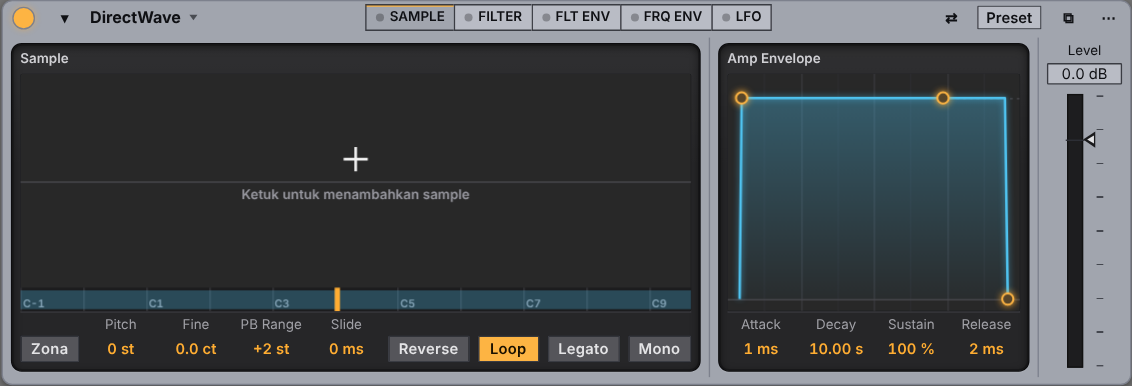 DirectWave
SAMPLE FILTER FLT ENV FRQ ENV LFO
Preset
Sample
Ketuk untuk menambahkan sample
C-1 C1 C3 C5 C7 C9
Pitch Fine PB Range Slide
Zona 0 st 0.0 ct +2 st 0 ms Reverse Loop Legato Mono
Amp Envelope
Attack Decay Sustain Release
1 ms 10.00 s 100 % 2 ms
Level
0.0 dB